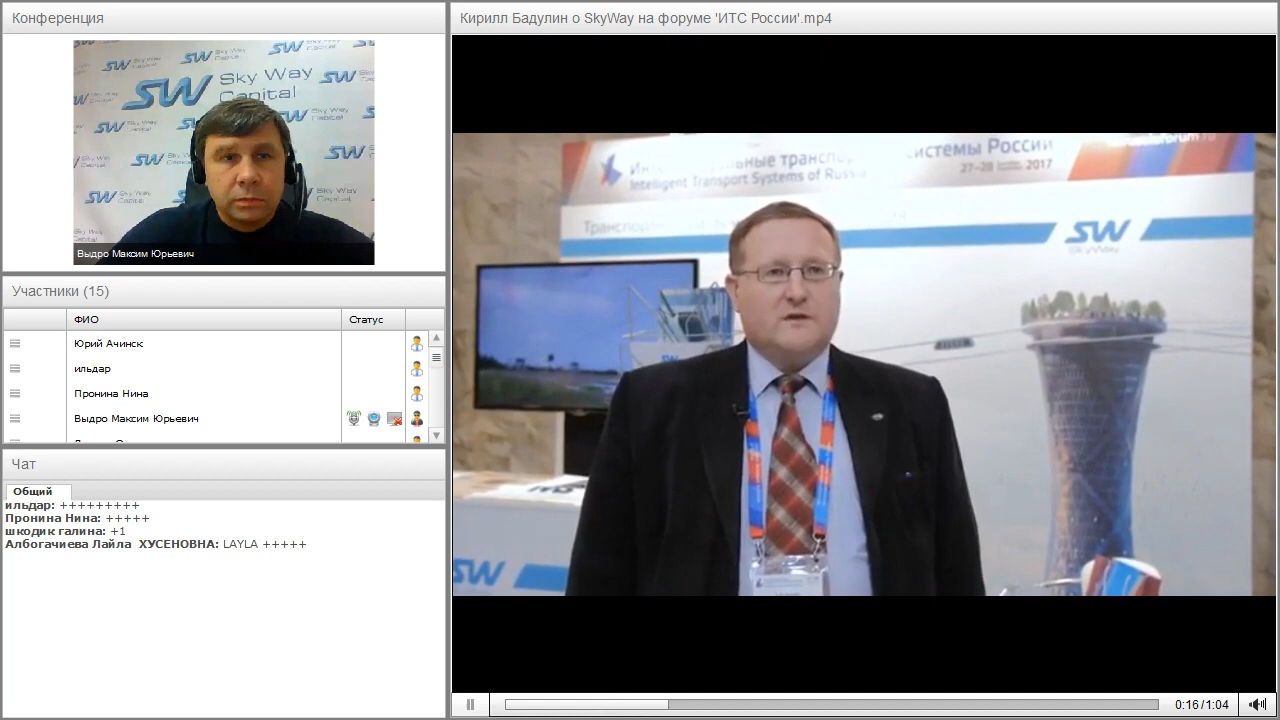 Конференция
SW
Sky Way
Capital
Выдро Максим Юрьевич
Участники (15)
ФИО
Статус
Юрий Ачинск
ильдар
Пронина Нина
Выдро Максим Юрьевич
Чат
Общий
ильдар: +++++++++
Пронина Нина: +++++
шкодик галина: +1
Албогачиева Лайла ХУСЕНОВНА: LAYLA +++++
Кирилл Бадулин о SkyWay на форуме 'ИТС России'.mp4
системы России
Intelligent Transport Systems of Russia
27-28 2017
SW
SkyWay
SW
0:16/1:04